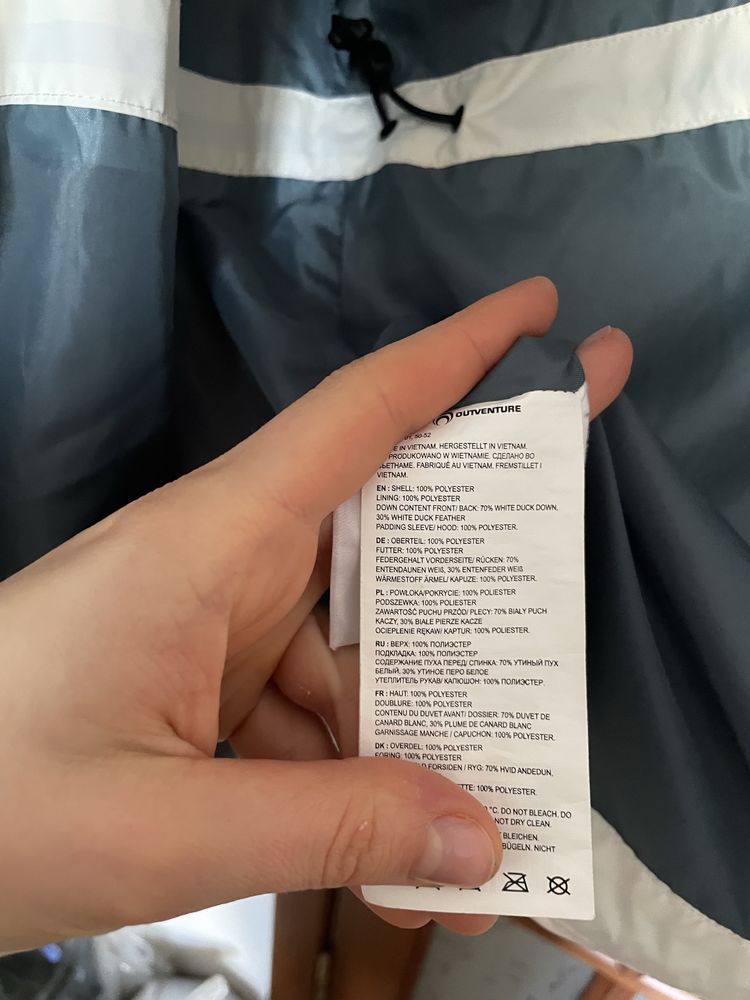 OUTVENTURE
50-52
IN VIETNAM. HERGESTELLT IN VIETNAM.
PRODUKOWANO W WIETNAMIE. СДЕЛАНО ВО
ВЬЕТНАМЕ. FABRIQUÉ AU VIETNAM. FREMSTILLET I
VIETNAM.
EN : SHELL: 100% POLYESTER
LINING: 100% POLYESTER
DOWN CONTENT FRONT/ BACK: 70% WHITE DUCK DOWN,
30% WHITE DUCK FEATHER
PADDING SLEEVE/ HOOD: 100% POLYESTER.
DE : OBERTEIL: 100% POLYESTER
FUTTER: 100% POLYESTER
FEDERGEHALT VORDERSEITE/ RÜCKEN: 70%
ENTENDAUNEN WEIß, 30% ENTENFEDER WEIß
WÄRMESTOFF ÄRMEL/ KAPUZE: 100% POLYESTER.
PL : POWŁOKA/POKRYCIE: 100% POLIESTER
PODSZEWKA: 100% POLIESTER
ZAWARTOŚĆ PUCHU PRZÓD/ PLECY: 70% BIAŁY PUCH
KACZY, 30% BIAŁE PIERZE KACZE
OCIEPLENIE RĘKAW/ KAPTUR: 100% POLIESTER.
RU : ВЕРХ: 100% ПОЛИЭСТЕР
ПОДКЛАДКА: 100% ПОЛИЭСТЕР
СОДЕРЖАНИЕ ПУХА ПЕРЕД/ СПИНКА: 70% УТИНЫЙ ПУХ
БЕЛЫЙ, 30% УТИНОЕ ПЕРО БЕЛОЕ
УТЕПЛИТЕЛЬ РУКАВ/ КАПЮШОН: 100% ПОЛИЭСТЕР.
FR : HAUT: 100% POLYESTER
DOUBLURE: 100% POLYESTER
CONTENU DU DUVET AVANT/ DOSSIER: 70% DUVET DE
CANARD BLANC, 30% PLUME DE CANARD BLANC
GARNISSAGE MANCHE / CAPUCHON: 100% POLYESTER.
DK : OVERDEL: 100% POLYESTER
FORING: 100% POLYESTER
FORSIDEN / RYG: 70% HVID ANDEDUN,
100% POLYESTER.
°C. DO NOT BLEACH. DO
NOT DRY CLEAN.
BLEICHEN.
BÜGELN. NICHT